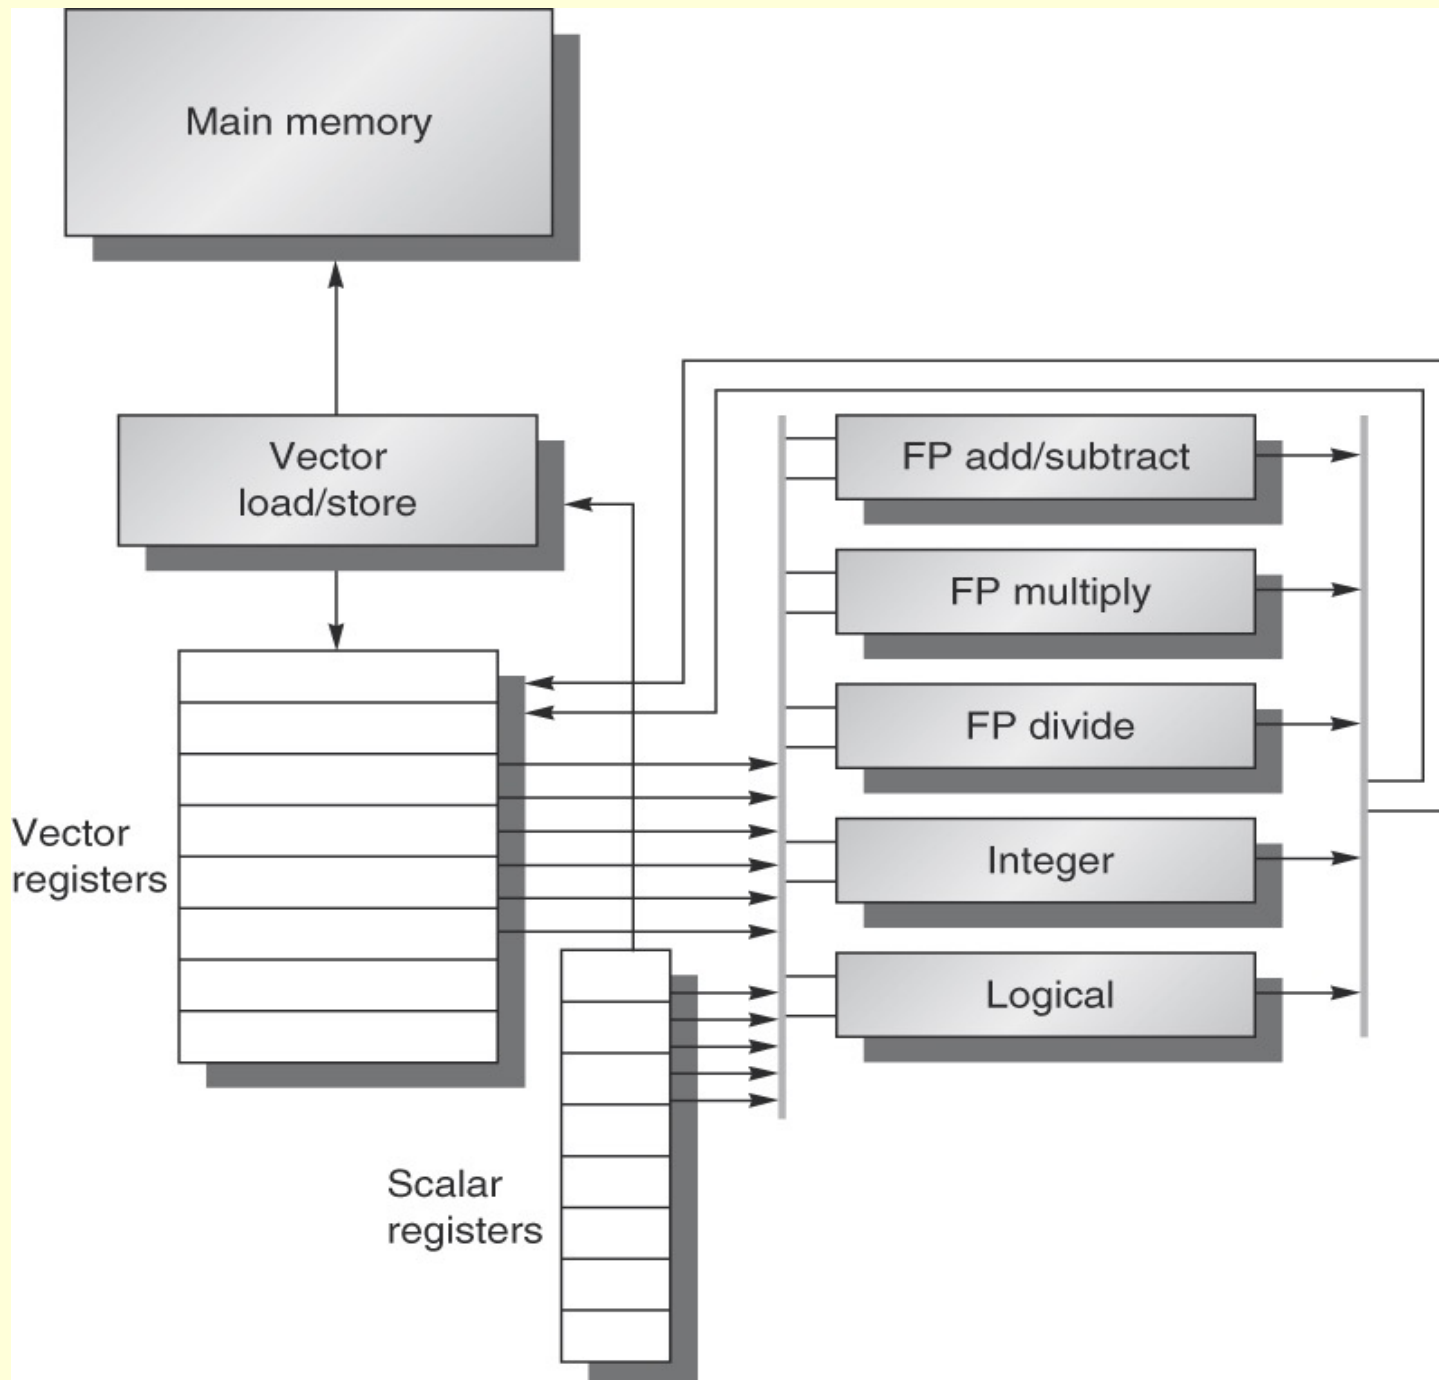 Main memory
Vector
load/store
FP add/subtract
FP multiply
FP divide
Integer
Logical
Vector
registers
Scalar
registers